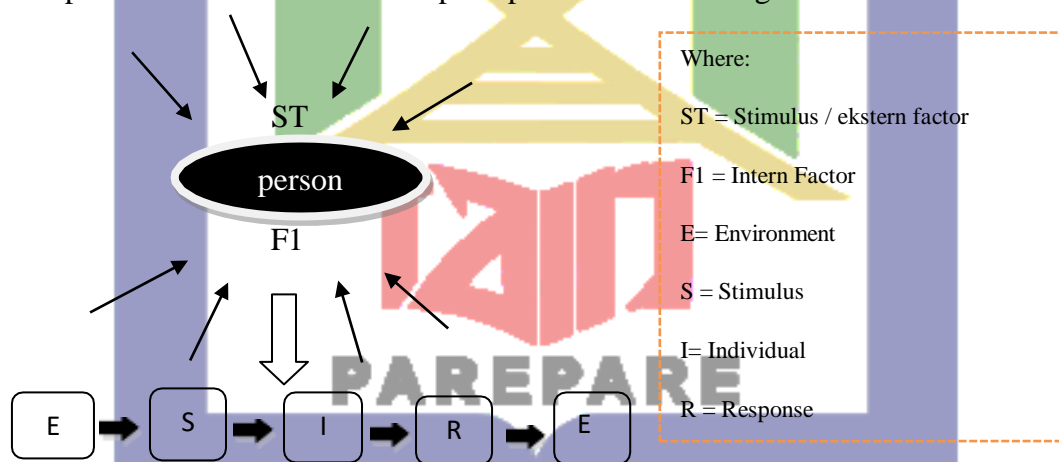 ST
person
F1
E
S
I
R
E
Where:
ST = Stimulus / ekstern factor
F1 = Intern Factor
E= Environment
S = Stimulus
I= Individual
R = Response
PAREPARE